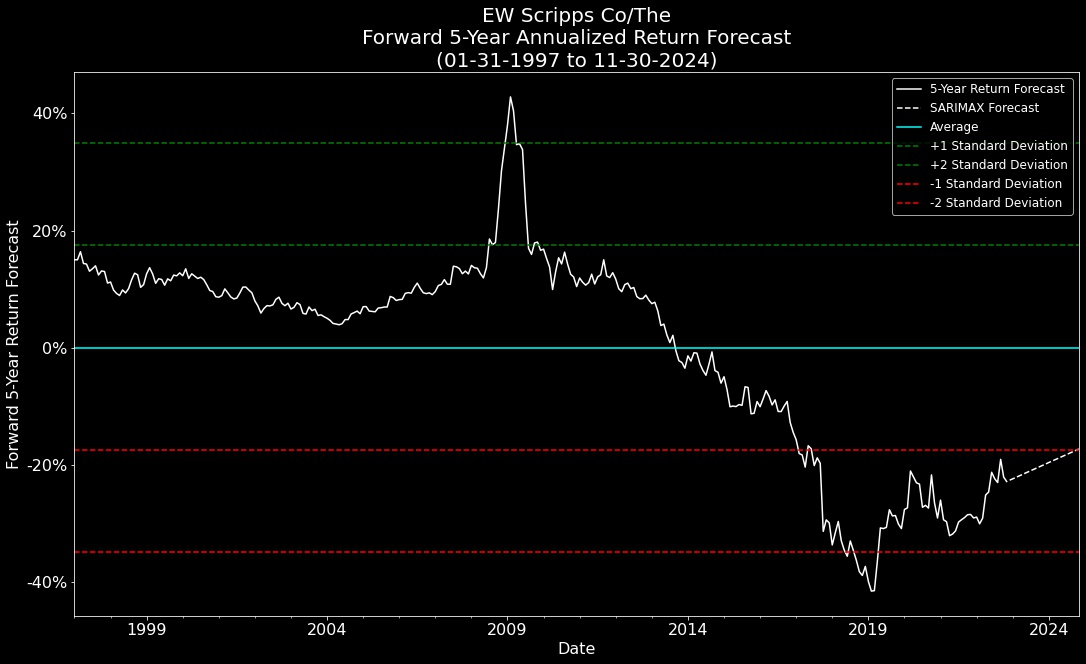 EW Scripps Co/The
Forward 5-Year Annualized Return Forecast
(01-31-1997 to 11-30-2024)
Forward 5-Year Return Forecast
40%
20%
0%
-20%
-40%
5-Year Return Forecast
SARIMAX Forecast
Average
+1 Standard Deviation
+2 Standard Deviation
-1 Standard Deviation
-2 Standard Deviation
1999
2004
2009
2014
2019
2024
Date